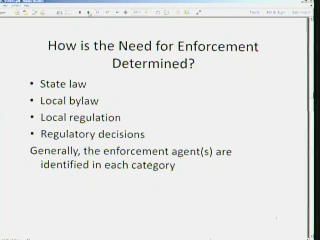 How is the Need for Enforcement
Determined?
• State law
• Local bylaw
• Local regulation
• Regulatory decisions
Generally, the enforcement agent(s) are
identified in each category